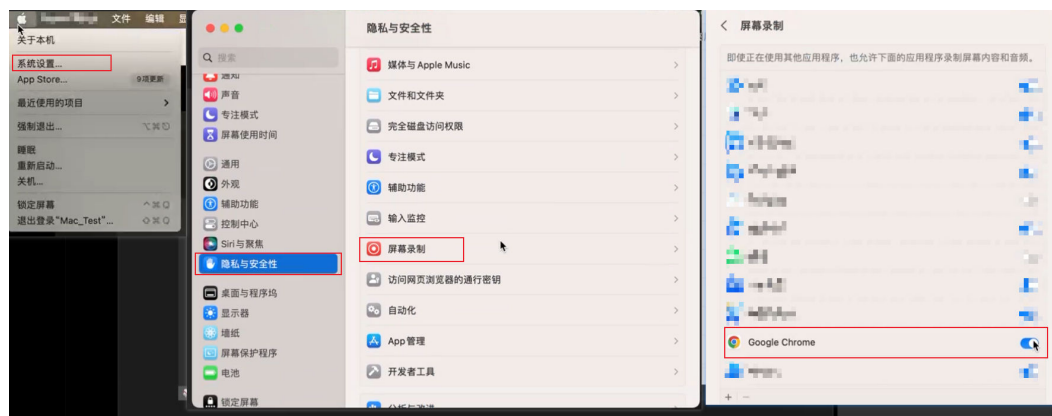 文件 编辑
关于本机
系统设置...
App Store... 9项更新
最近使用的项目
强制退出...
睡眠
重新启动...
关机...
锁定屏幕
退出登录"Mac_Test"...
搜索
通知
声音
专注模式
屏幕使用时间
通用
外观
辅助功能
控制中心
Siri与聚焦
隐私与安全性
桌面与程序坞
显示器
墙纸
屏幕保护程序
电池
锁定屏幕
隐私与安全性
媒体与 Apple Music
文件和文件夹
完全磁盘访问权限
专注模式
辅助功能
输入监控
屏幕录制
访问网页浏览器的通行密钥
自动化
App 管理
开发者工具
屏幕录制
即使正在使用其他应用程序，也允许下面的应用程序录制屏幕内容和音频。
Google Chrome